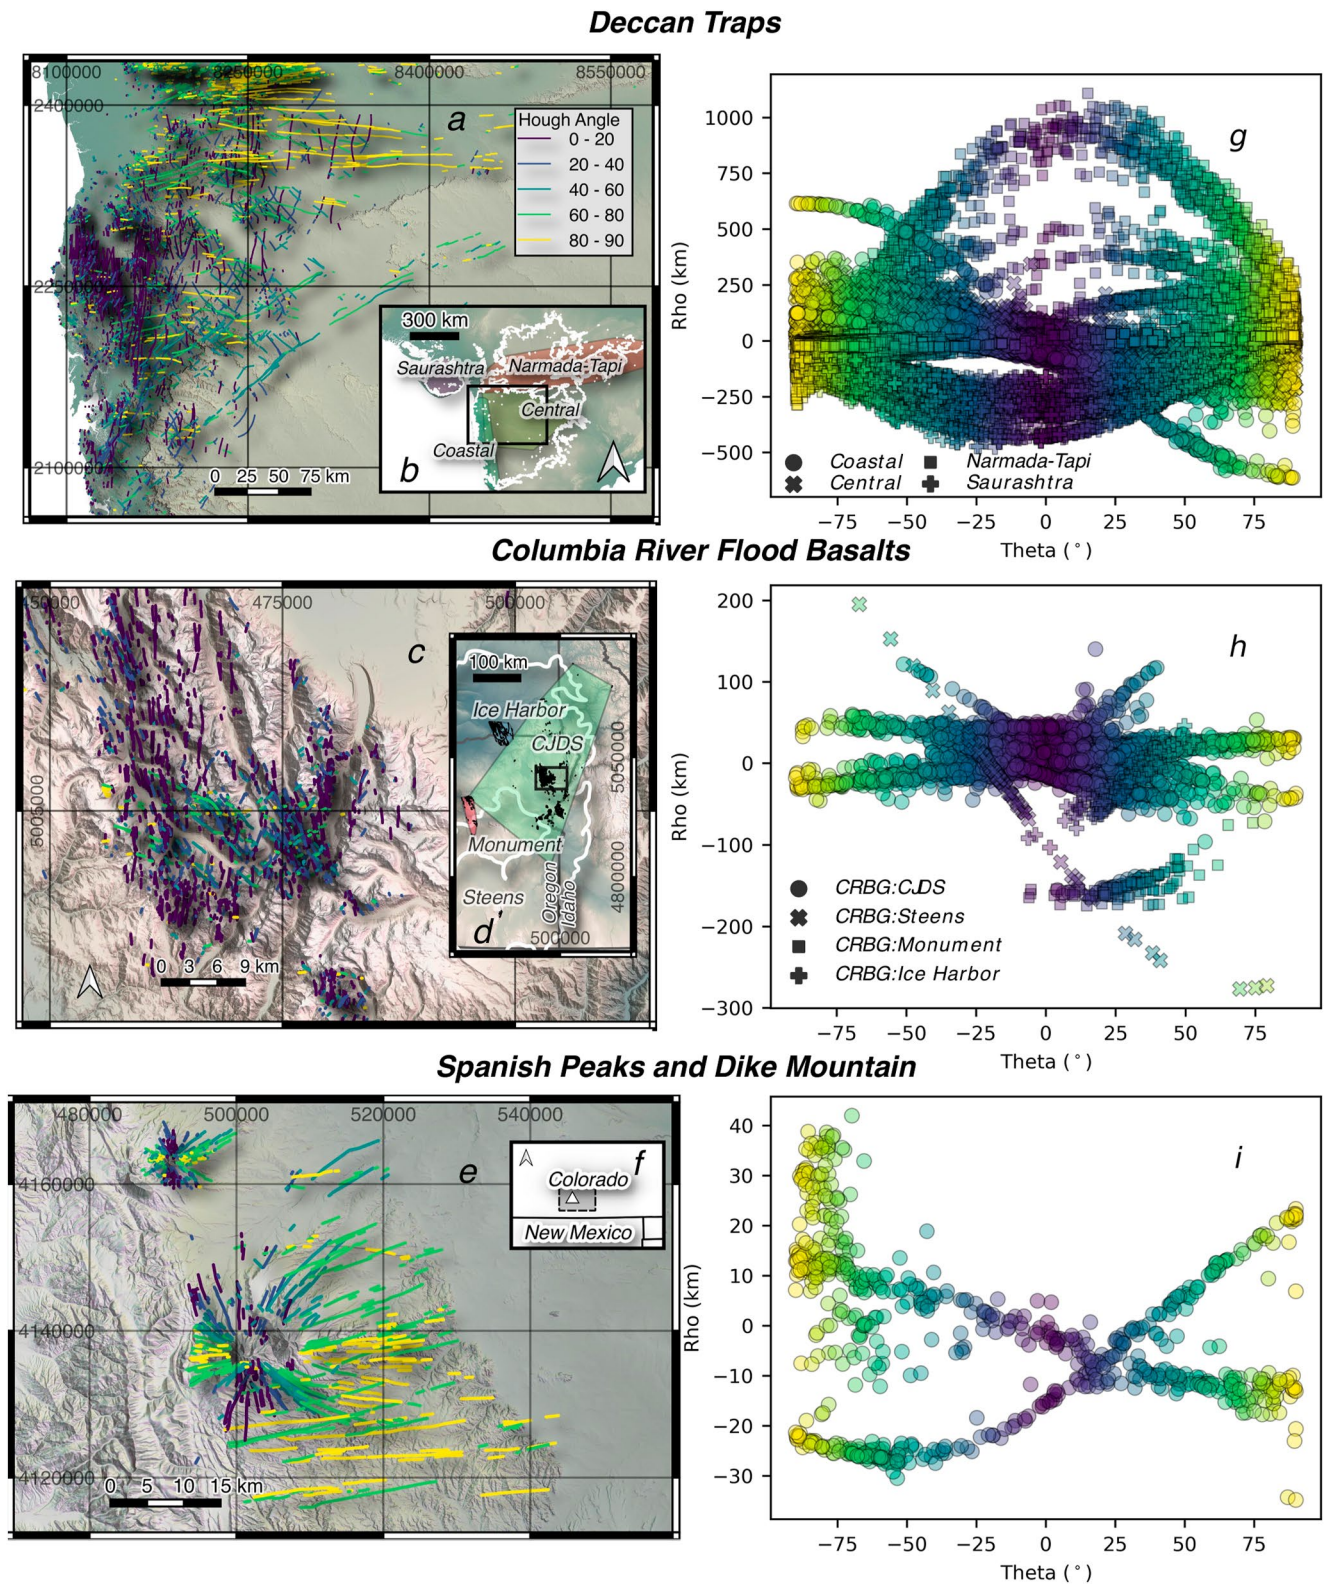 Deccan Traps
8100000 8250000 8400000 8550000
2400000
2250000
2100000
a
Hough Angle
0 - 20
20 - 40
40 - 60
60 - 80
80 - 90
300 km
Saurashtra
Narmada-Tapi
Central
Coastal
b
0 25 50 75 km
g
Rho (km)
1000
750
500
250
0
−250
−500
Coastal
Central
Narmada-Tapi
Saurashtra
−75 −50 −25 0 25 50 75
Theta (°)
Columbia River Flood Basalts
450000 475000 500000
5005000
c
100 km
Ice Harbor
CJDS
Monument
Steens
Oregon
Idaho
5050000
4800000
500000
d
0 3 6 9 km
h
Rho (km)
200
100
0
−100
−200
−300
CRBG:CJDS
CRBG:Steens
CRBG:Monument
CRBG:Ice Harbor
−75 −50 −25 0 25 50 75
Theta (°)
Spanish Peaks and Dike Mountain
480000 500000 520000 540000
4160000
4140000
4120000
e
f
Colorado
New Mexico
0 5 10 15 km
i
Rho (km)
40
30
20
10
0
−10
−20
−30
−75 −50 −25 0 25 50 75
Theta (°)